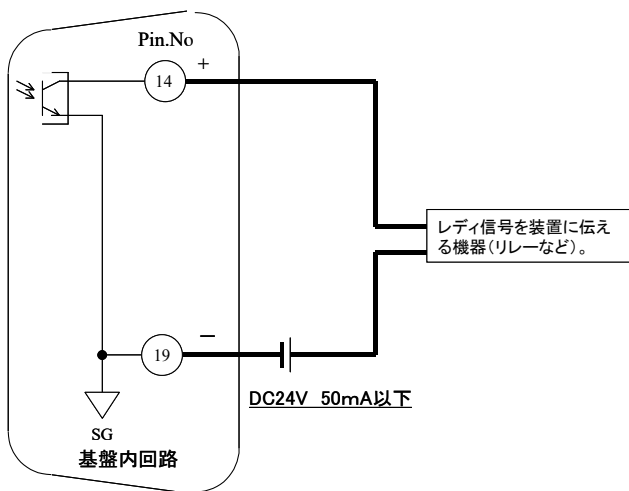 Pin.No
14
+
レディ信号を装置に伝え
る機器(リレーなど)。
19
−
DC24V 50mA以下
SG
基盤内回路